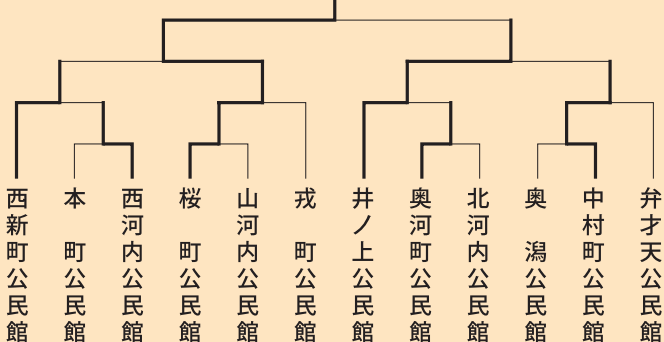 西新町公民館
本町公民館
西河内公民館
桜町公民館
山河内公民館
戎町公民館
井ノ上公民館
奥河町公民館
北河内公民館
奥潟公民館
中村町公民館
弁才天公民館